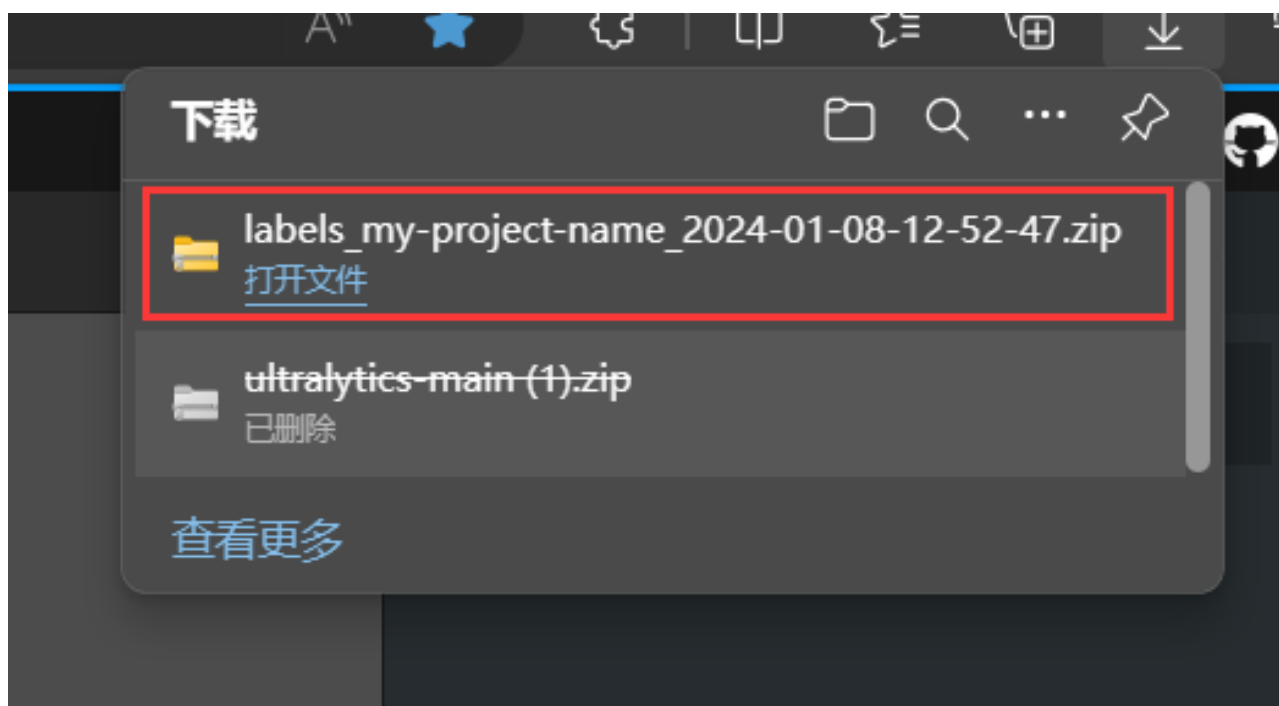 A
下载
labels_my-project-name_2024-01-08-12-52-47.zip
打开文件
ultralytics-main (1).zip
已删除
查看更多